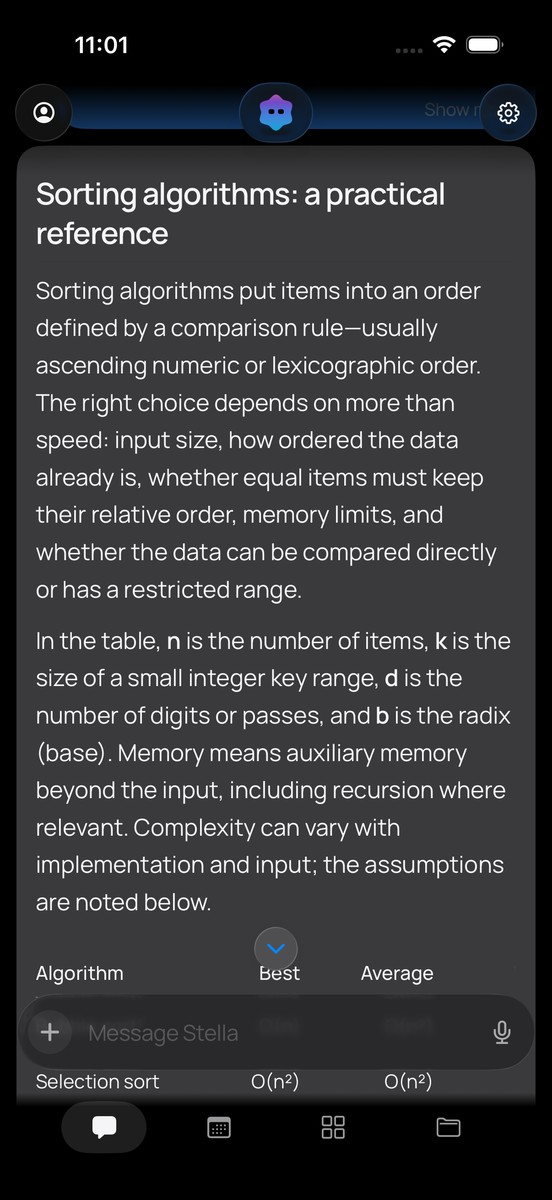 11:01
Show
Sorting algorithms: a practical
reference
Sorting algorithms put items into an order
defined by a comparison rule—usually
ascending numeric or lexicographic order.
The right choice depends on more than
speed: input size, how ordered the data
already is, whether equal items must keep
their relative order, memory limits, and
whether the data can be compared directly
or has a restricted range.
In the table, n is the number of items, k is the
size of a small integer key range, d is the
number of digits or passes, and b is the radix
(base). Memory means auxiliary memory
beyond the input, including recursion where
relevant. Complexity can vary with
implementation and input; the assumptions
are noted below.
Algorithm Best Average
Message Stella
Selection sort O(n²) O(n²)